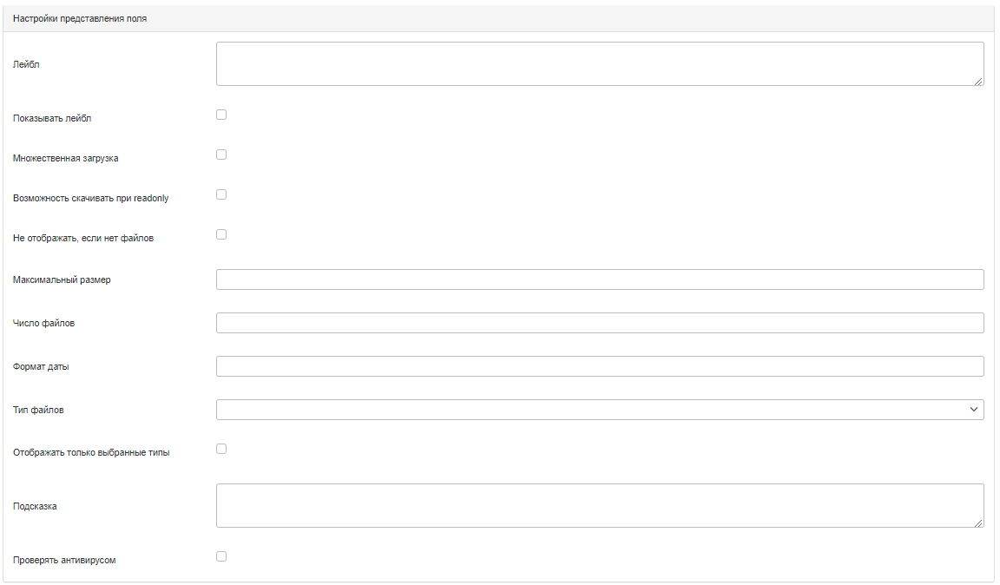 Настройки представления поля
Лейбл
Показывать лейбл
Множественная загрузка
Возможность скачивать при readonly
Не отображать, если нет файлов
Максимальный размер
Число файлов
Формат даты
Тип файлов
Отображать только выбранные типы
Подсказка
Проверять антивирусом